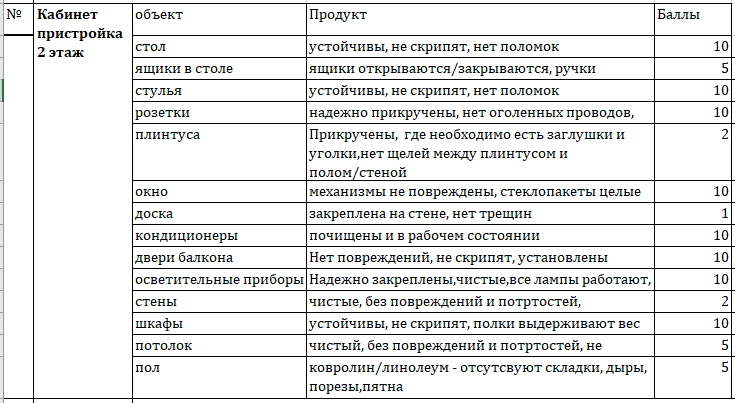 № Кабинет объект Продукт Баллы
пристройка
2 этаж стол устойчивы, не скрипят, нет поломок 10
ящики в столе ящики открываются/закрываются, ручки 5
стулья устойчивы, не скрипят, нет поломок 10
розетки надежно прикручены, нет оголенных проводов, 10
плинтуса Прикручены, где необходимо есть заглушки и 2
уголки,нет щелей между плинтусом и
полом/стеной
окно механизмы не повреждены, стеклопакеты целые 10
доска закреплена на стене, нет трещин 1
кондиционеры почищены и в рабочем состоянии 10
двери балкона Нет повреждений, не скрипят, установлены 10
осветительные приборы Надежно закреплены,чистые,все лампы работают, 10
стены чистые, без повреждений и потртостей, 2
шкафы устойчивы, не скрипят, полки выдерживают вес 10
потолок чистый, без повреждений и потртостей, не 5
пол ковролин/линолеум - отсутсвуют складки, дыры, 5
порезы,пятна